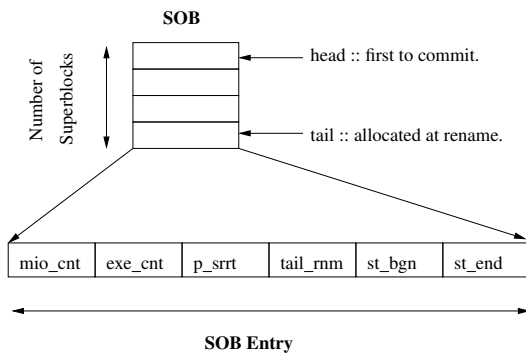 SOB
head :: first to commit.
Number of
Superblocks
tail :: allocated at rename.
mio_cnt
exe_cnt
p_srrt
tail_rnm
st_bgn
st_end
SOB Entry